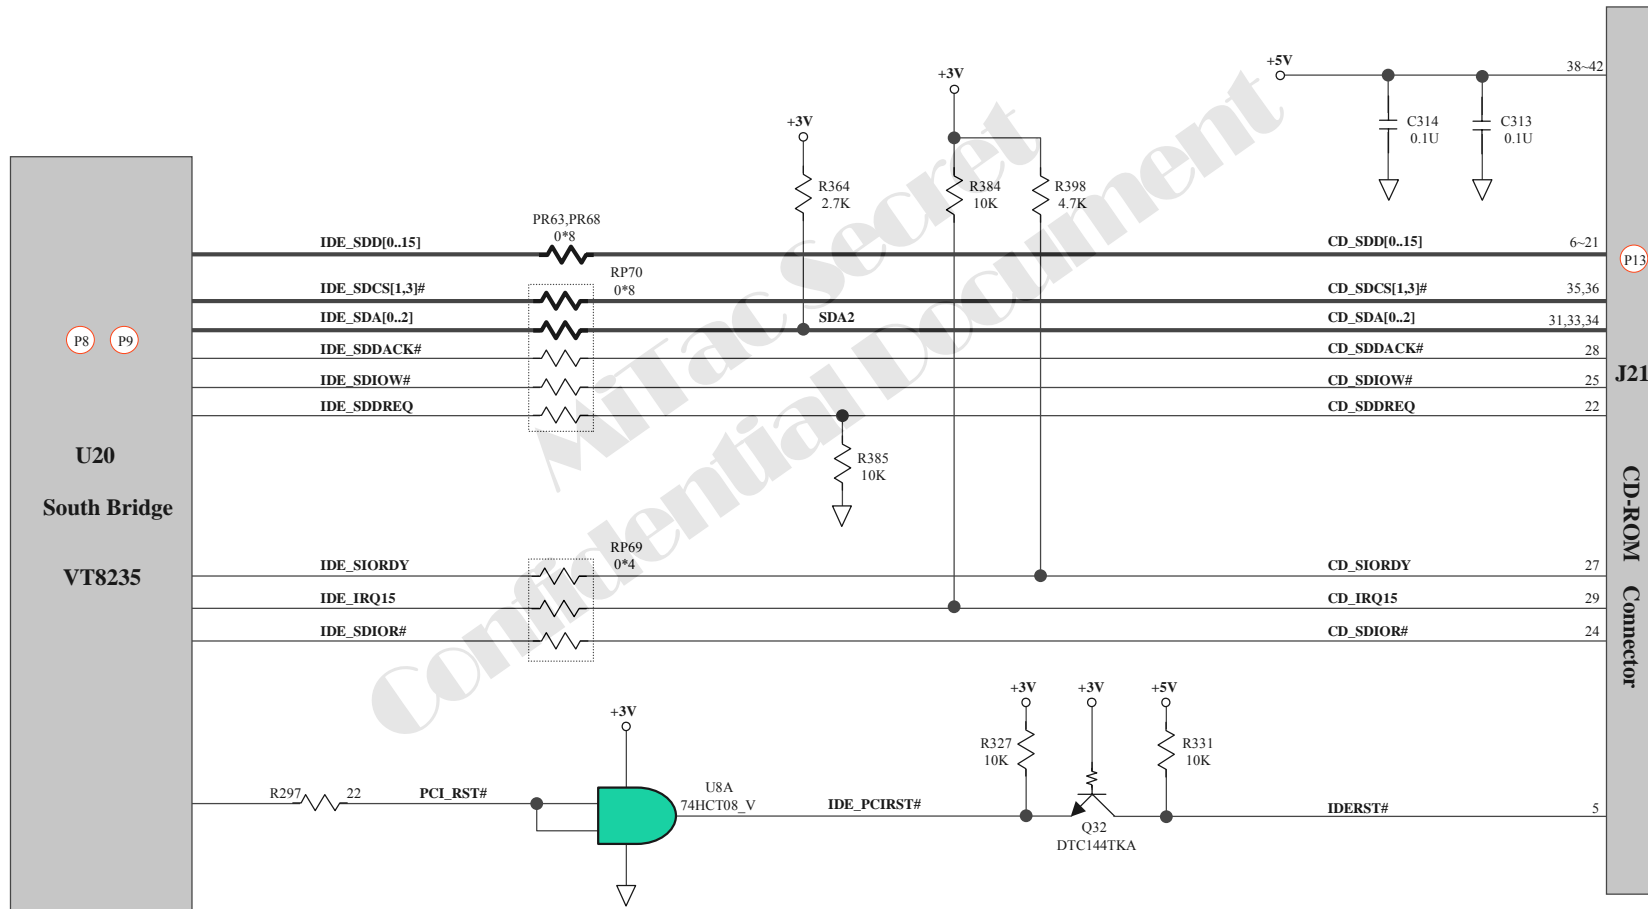 +5V
38~42
+3V
+3V
C314
0.1U
C313
0.1U
R364
2.7K
R384
10K
R398
4.7K
PR63,PR68
0*8
IDE_SDD[0..15]
CD_SDD[0..15]
6~21
P13
RP70
0*8
IDE_SDCS[1,3]#
CD_SDCS[1,3]#
35,36
IDE_SDA[0..2]
SDA2
CD_SDA[0..2]
31,33,34
P8
P9
IDE_SDDACK#
CD_SDDACK#
28
IDE_SDIOW#
CD_SDIOW#
25
J21
IDE_SDDREQ
CD_SDDREQ
22
U20
South Bridge
VT8235
R385
10K
CD-ROM Connector
RP69
0*4
IDE_SIORDY
CD_SIORDY
27
IDE_IRQ15
CD_IRQ15
29
IDE_SDIOR#
CD_SDIOR#
24
+3V
+3V
+3V
+5V
R327
10K
R331
10K
R297
22
PCI_RST#
U8A
74HCT08_V
IDE_PCIRST#
Q32
DTC144TKA
IDERST#
5
MiTac Secret
Confidential Document